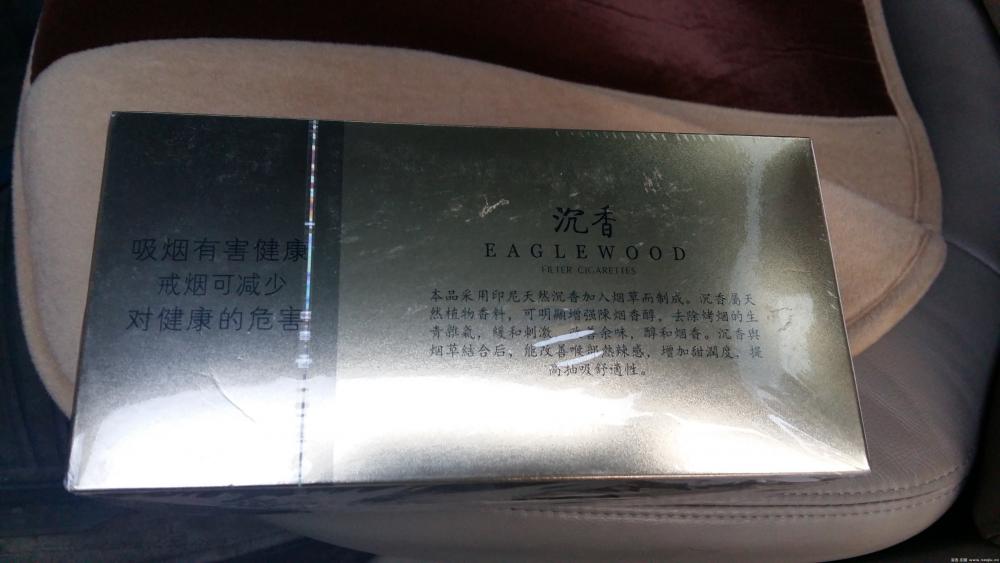 吸烟有害健康
戒烟可减少
对健康的危害
沉香
EAGLEWOOD
FILTER CIGARETTES
本品采用印尼天然沉香加入烟草而制成。沉香屬天
然植物香料，可明顯增强陳烟香醇。去除烤烟的生
青雜氣，緩和刺激，改善余味，醇和烟香。沉香與
烟草結合后，能改善喉部熱辣感，增加甜潤度，提
高抽吸舒適性。